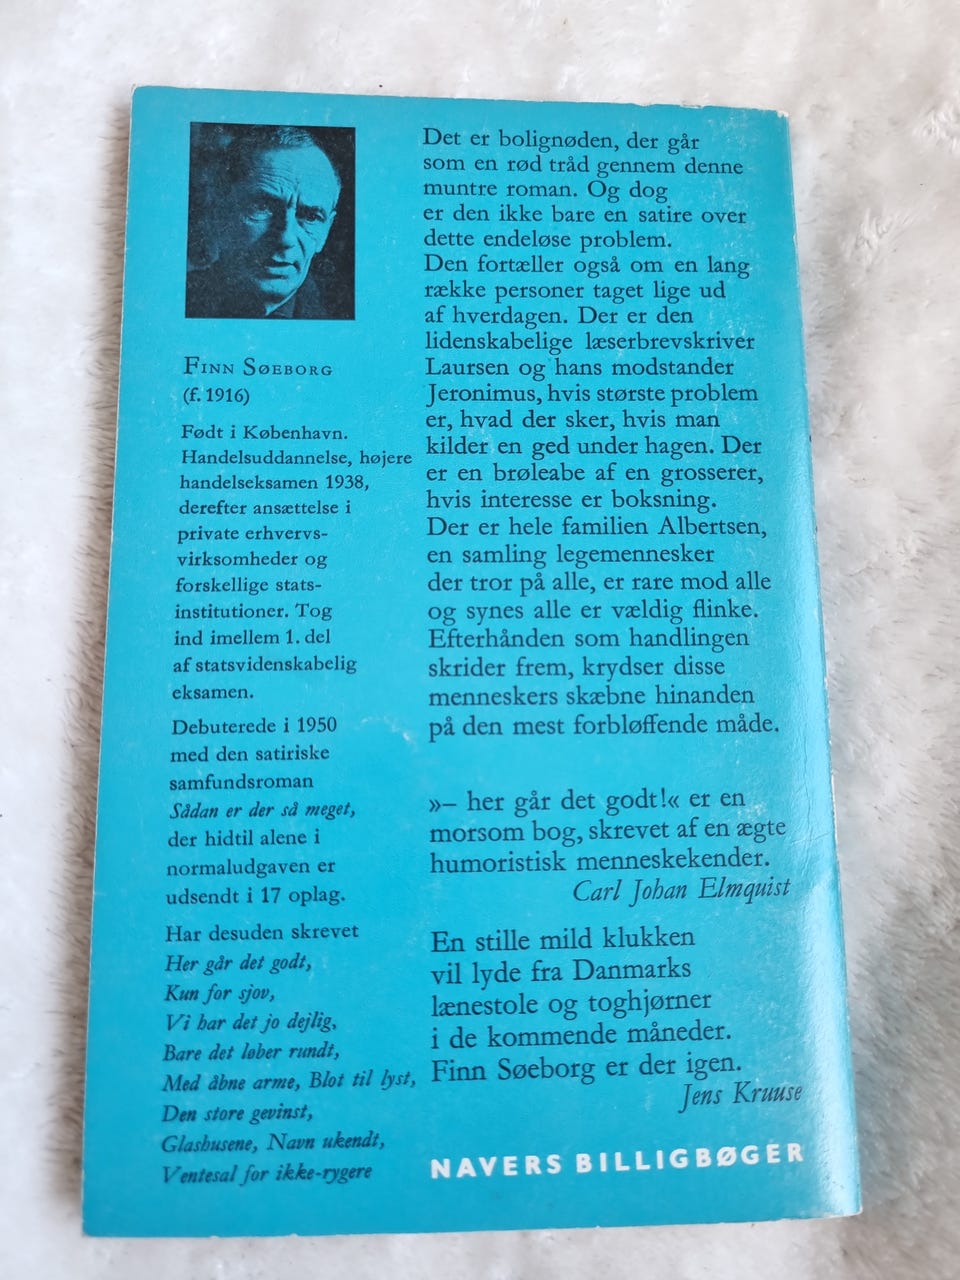 FINN SØEBORG
(f. 1916)
Født i København.
Handelsuddannelse, højere
handelseksamen 1938,
derefter ansættelse i
private erhvervs-
virksomheder og
forskellige stats-
institutioner. Tog
ind imellem 1. del
af statsvidenskabelig
eksamen.
Debuterede i 1950
med den satiriske
samfundsroman
Sådan er der så meget,
der hidtil alene i
normaludgaven er
udsendt i 17 oplag.
Har desuden skrevet
Her går det godt,
Kun for sjov,
Vi har det jo dejlig,
Bare det løber rundt,
Med åbne arme, Blot til lyst,
Den store gevinst,
Glashusene, Navn ukendt,
Ventesal for ikke-rygere
Det er bolignøden, der går
som en rød tråd gennem denne
muntre roman. Og dog
er den ikke bare en satire over
dette endeløse problem.
Den fortæller også om en lang
række personer taget lige ud
af hverdagen. Der er den
lidenskabelige læserbrevskriver
Laursen og hans modstander
Jeronimus, hvis største problem
er, hvad der sker, hvis man
kilder en ged under hagen. Der
er en brøleabe af en grosserer,
hvis interesse er boksning.
Der er hele familien Albertsen,
en samling legemennesker
der tror på alle, er rare mod alle
og synes alle er vældig flinke.
Efterhånden som handlingen
skrider frem, krydser disse
menneskers skæbne hinanden
på den mest forbløffende måde.
»– her går det godt!« er en
morsom bog, skrevet af en ægte
humoristisk menneskekender.
Carl Johan Elmquist
En stille mild klukken
vil lyde fra Danmarks
lænestole og toghjørner
i de kommende måneder.
Finn Søeborg er der igen.
Jens Kruuse
NAVERS BILLIGBØGER